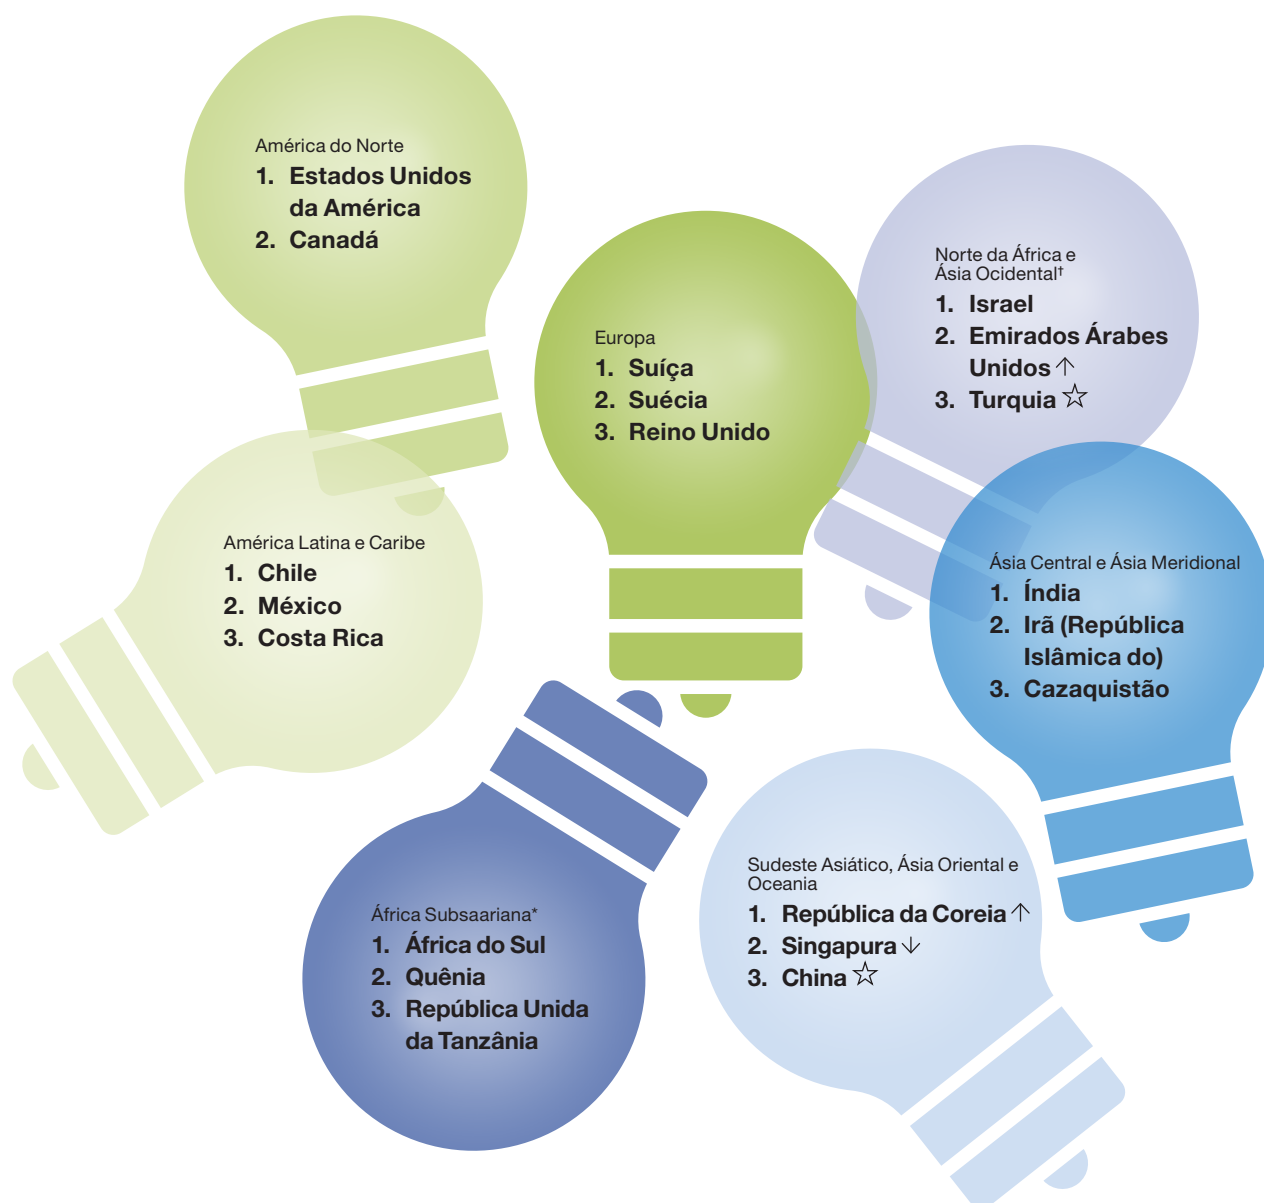 América do Norte
1. Estados Unidos
da América
2. Canadá
Norte da África e
Ásia Ocidental†
1. Israel
2. Emirados Árabes
Unidos ↑
3. Turquia ☆
Europa
1. Suíça
2. Suécia
3. Reino Unido
América Latina e Caribe
1. Chile
2. México
3. Costa Rica
Ásia Central e Ásia Meridional
1. Índia
2. Irã (República
Islâmica do)
3. Cazaquistão
África Subsaariana*
1. África do Sul
2. Quênia
3. República Unida
da Tanzânia
Sudeste Asiático, Ásia Oriental e
Oceania
1. República da Coreia ↑
2. Singapura ↓
3. China ☆